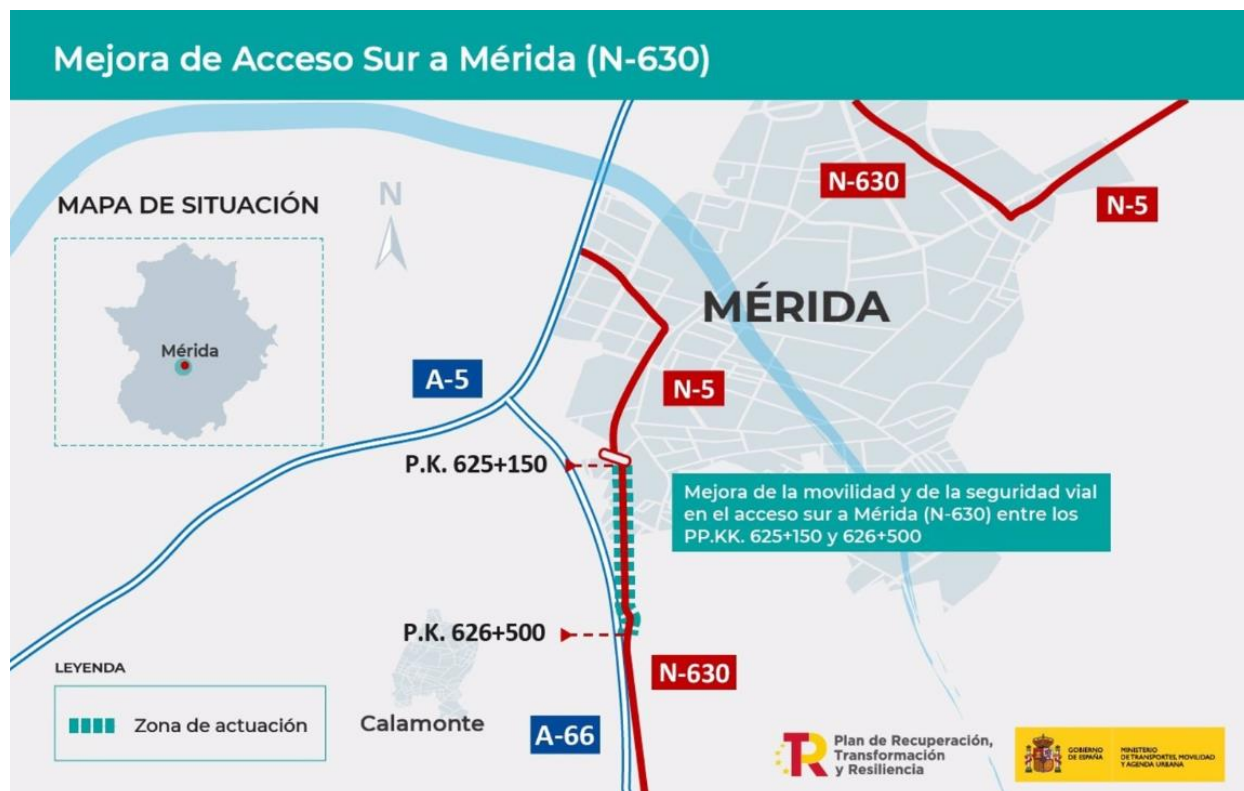 Mejora de Acceso Sur a Mérida (N-630)
MAPA DE SITUACIÓN
N
Mérida
N-630
N-5
MÉRIDA
A-5
N-5
P.K. 625+150
Mejora de la movilidad y de la seguridad vial
en el acceso sur a Mérida (N-630) entre los
PP.KK. 625+150 y 626+500
P.K. 626+500
N-630
LEYENDA
Zona de actuación
Calamonte
A-66
Plan de Recuperación,
Transformación
y Resiliencia
GOBIERNO
DE ESPAÑA
MINISTERIO
DE TRANSPORTES, MOVILIDAD
Y AGENDA URBANA